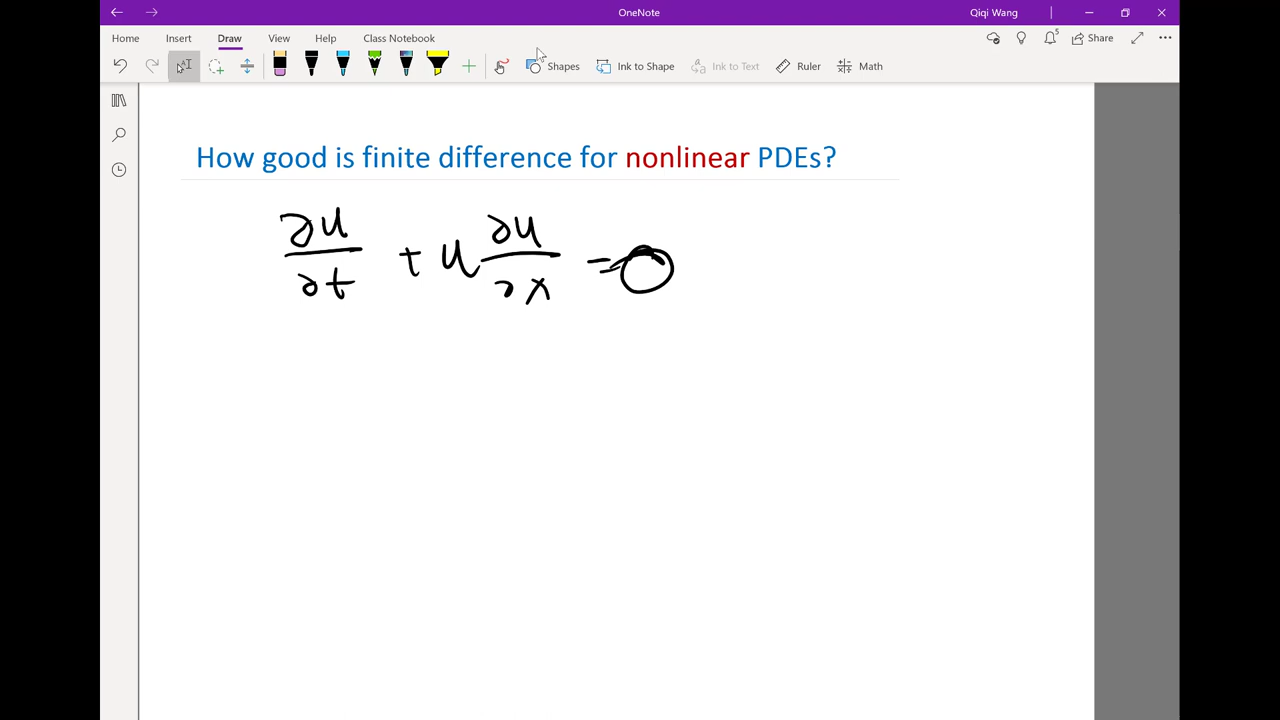 OneNote
Qiqi Wang
Home Insert Draw View Help Class Notebook
5 Share
Shapes Ink to Shape Ink to Text Ruler Math
How good is finite difference for nonlinear PDEs?
∂u/∂t + u ∂u/∂x = 0